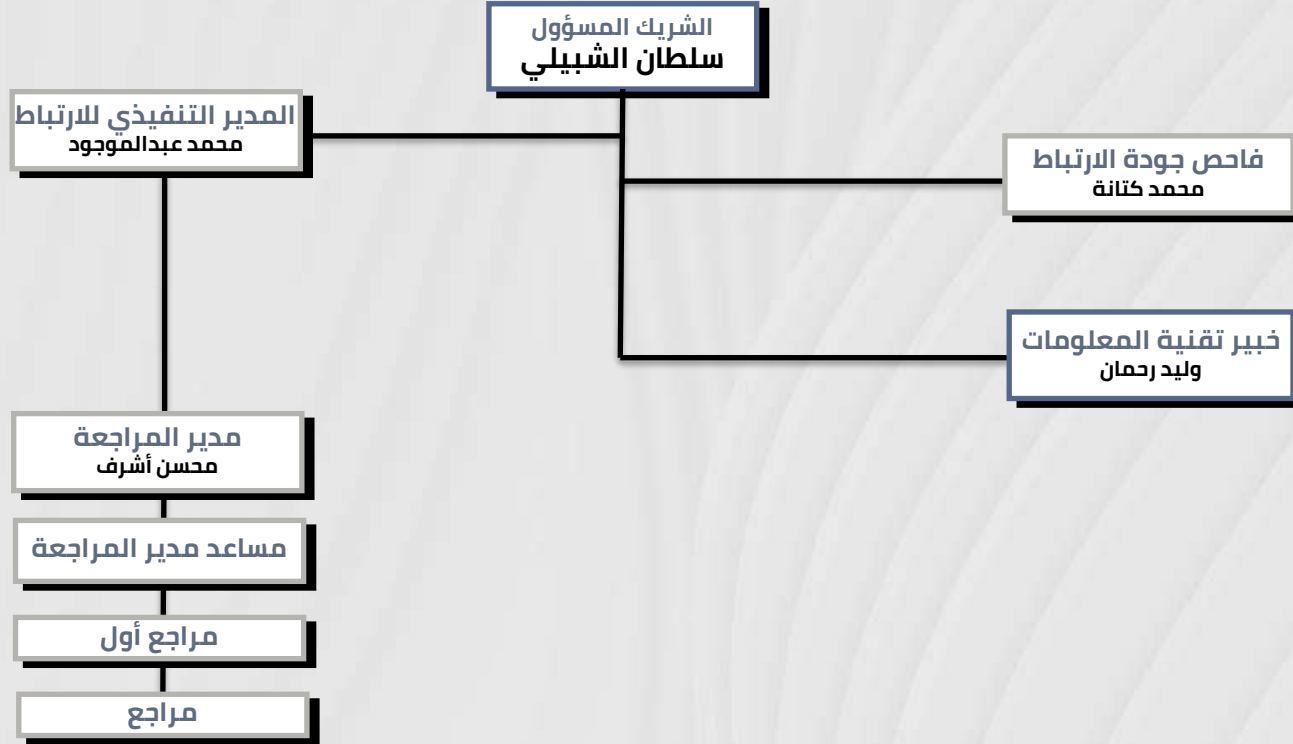 الشريك المسؤول
سلطان الشبيلي
المدير التنفيذي للارتباط
محمد عبدالموجود
فاحص جودة الارتباط
محمد كتانة
خبير تقنية المعلومات
وليد رحمان
مدير المراجعة
محسن أشرف
مساعد مدير المراجعة
مراجع أول
مراجع